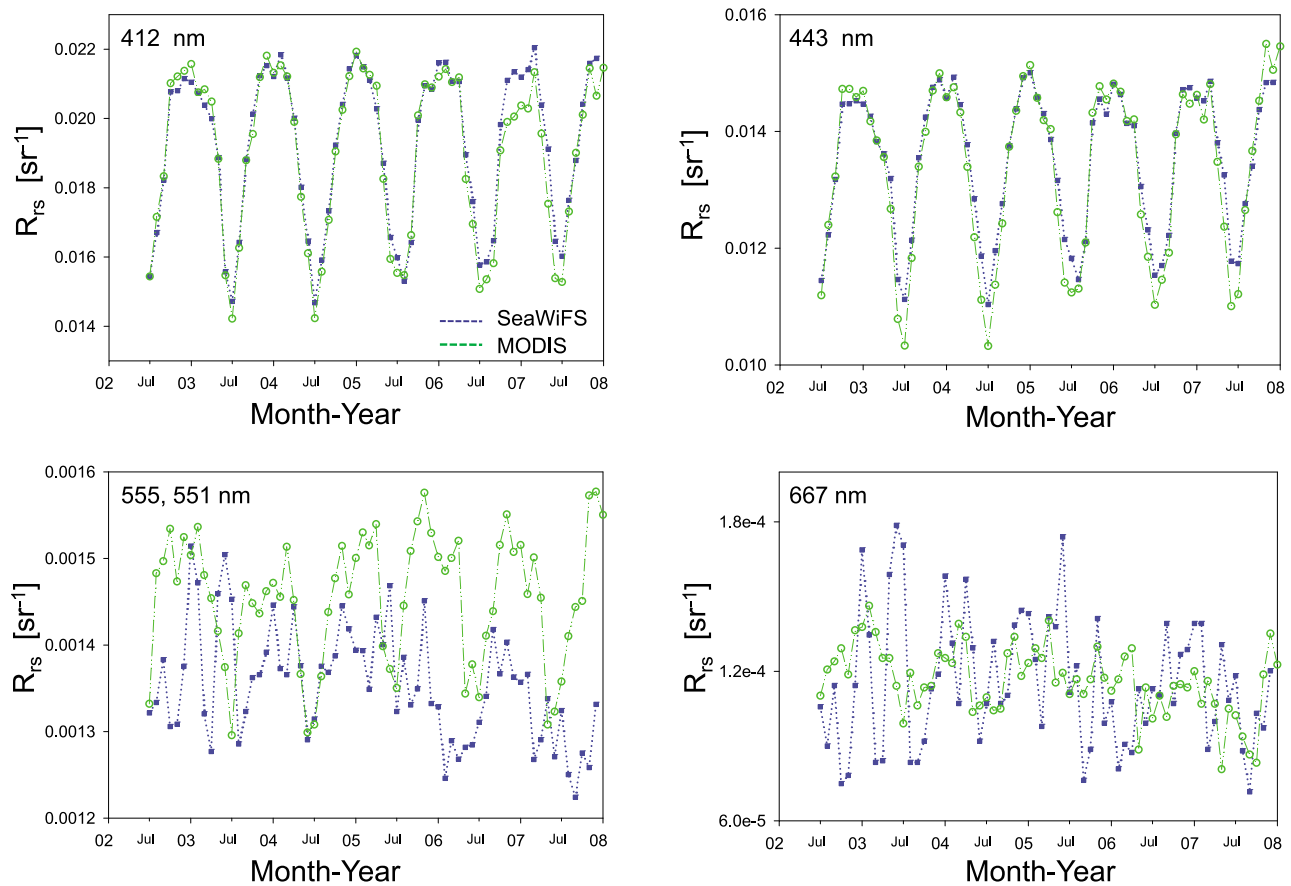 412 nm
0.022
0.020
0.018
0.016
0.014
R_rs [sr⁻¹]
SeaWiFS
MODIS
02 Jul 03 Jul 04 Jul 05 Jul 06 Jul 07 Jul 08
Month-Year
443 nm
0.016
0.014
0.012
0.010
R_rs [sr⁻¹]
02 Jul 03 Jul 04 Jul 05 Jul 06 Jul 07 Jul 08
Month-Year
555, 551 nm
0.0016
0.0015
0.0014
0.0013
0.0012
R_rs [sr⁻¹]
02 Jul 03 Jul 04 Jul 05 Jul 06 Jul 07 Jul 08
Month-Year
667 nm
1.8e-4
1.2e-4
6.0e-5
R_rs [sr⁻¹]
02 Jul 03 Jul 04 Jul 05 Jul 06 Jul 07 Jul 08
Month-Year